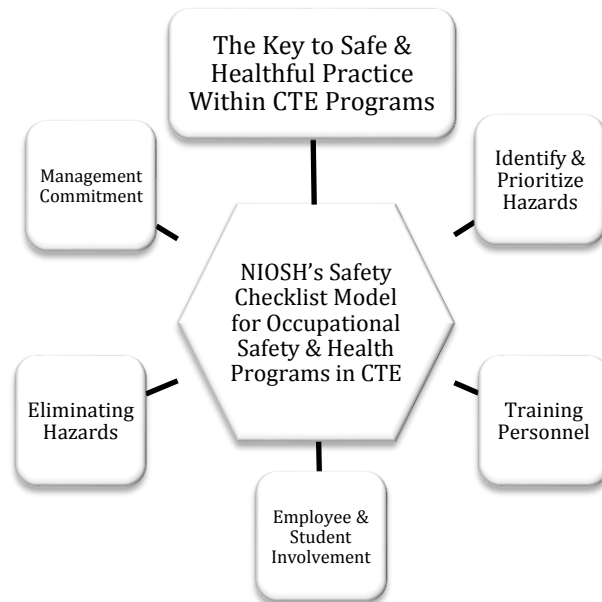 The Key to Safe &
Healthful Practice
Within CTE Programs
Management
Commitment
Identify &
Prioritize
Hazards
NIOSH’s Safety
Checklist Model
for Occupational
Safety & Health
Programs in CTE
Eliminating
Hazards
Training
Personnel
Employee &
Student
Involvement